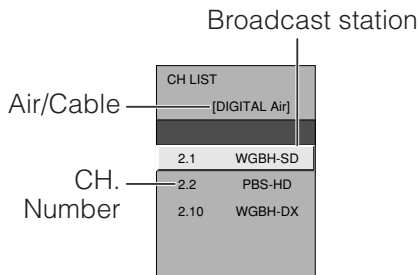 Broadcast station
CH LIST
Air/Cable
[DIGITAL Air]
2.1 WGBH-SD
CH.
Number
2.2 PBS-HD
2.10 WGBH-DX